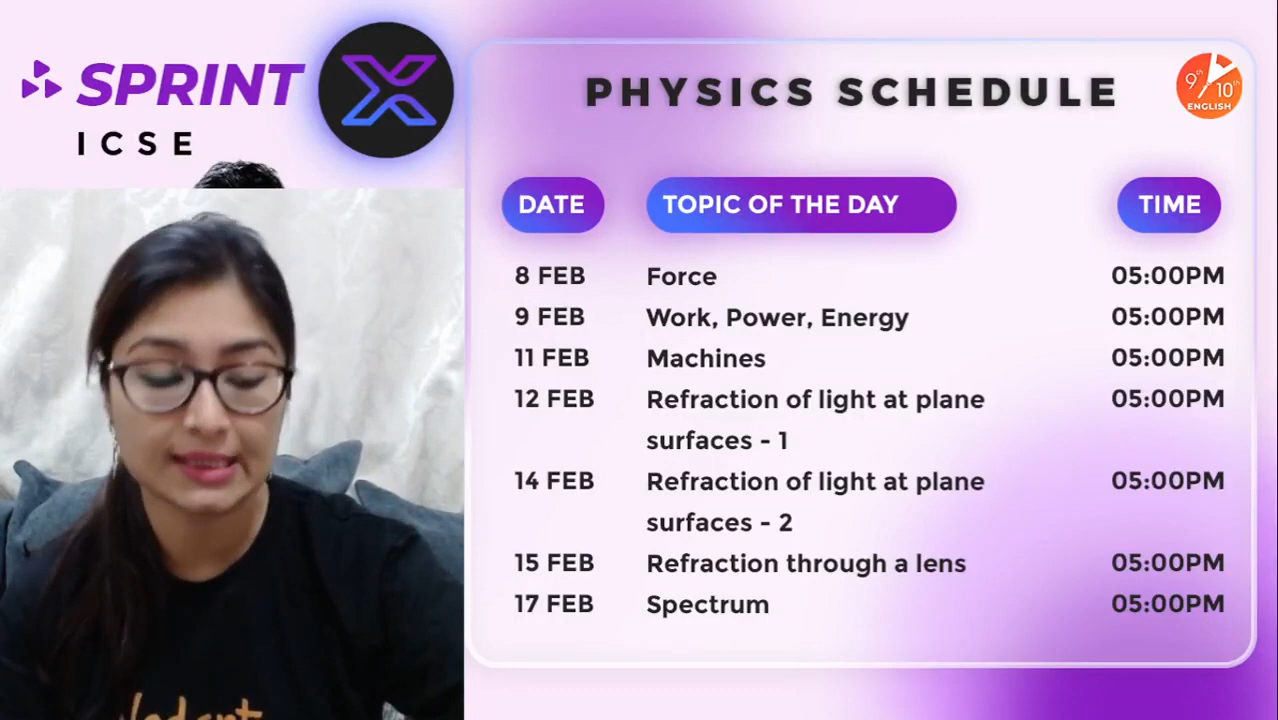 SPRINT
ICSE
PHYSICS SCHEDULE
9th
10th
ENGLISH
DATE TOPIC OF THE DAY TIME
8 FEB Force 05:00PM
9 FEB Work, Power, Energy 05:00PM
11 FEB Machines 05:00PM
12 FEB Refraction of light at plane 05:00PM
surfaces - 1
14 FEB Refraction of light at plane 05:00PM
surfaces - 2
15 FEB Refraction through a lens 05:00PM
17 FEB Spectrum 05:00PM